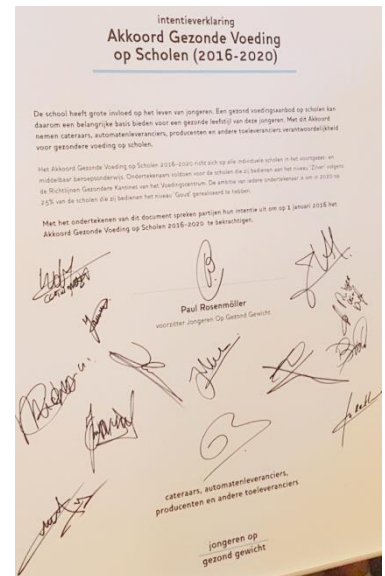 intentieverklaring
Akkoord Gezonde Voeding
op Scholen (2016-2020)
De school heeft grote invloed op het leven van jongeren. Een gezond voedingsaanbod op scholen kan
daarom een belangrijke basis bieden voor een gezonde leefstijl van deze jongeren. Met dit Akkoord
nemen cateraars, automatenleveranciers, producenten en andere toeleveranciers verantwoordelijkheid
voor gezondere voeding op scholen.
Het Akkoord Gezonde Voeding op Scholen 2016-2020 richt zich op alle individuele scholen in het voortgezet en
middelbaar beroepsonderwijs. Ondertekenaars voldoen voor de scholen die zij bedienen aan het niveau 'Zilver' volgens
de Richtlijnen Gezondere Kantines van het Voedingscentrum. De ambitie van iedere ondertekenaar is om in 2020 op
25% van de scholen die zij bedienen het niveau 'Goud' gerealiseerd te hebben.
Met het ondertekenen van dit document spreken partijen hun intentie uit om op 1 januari 2016 het
Akkoord Gezonde Voeding op Scholen 2016-2020 te bekrachtigen.
Paul Rosenmöller
voorzitter Jongeren Op Gezond Gewicht
cateraars, automatenleveranciers,
producenten en andere toeleveranciers
jongeren op
gezond gewicht